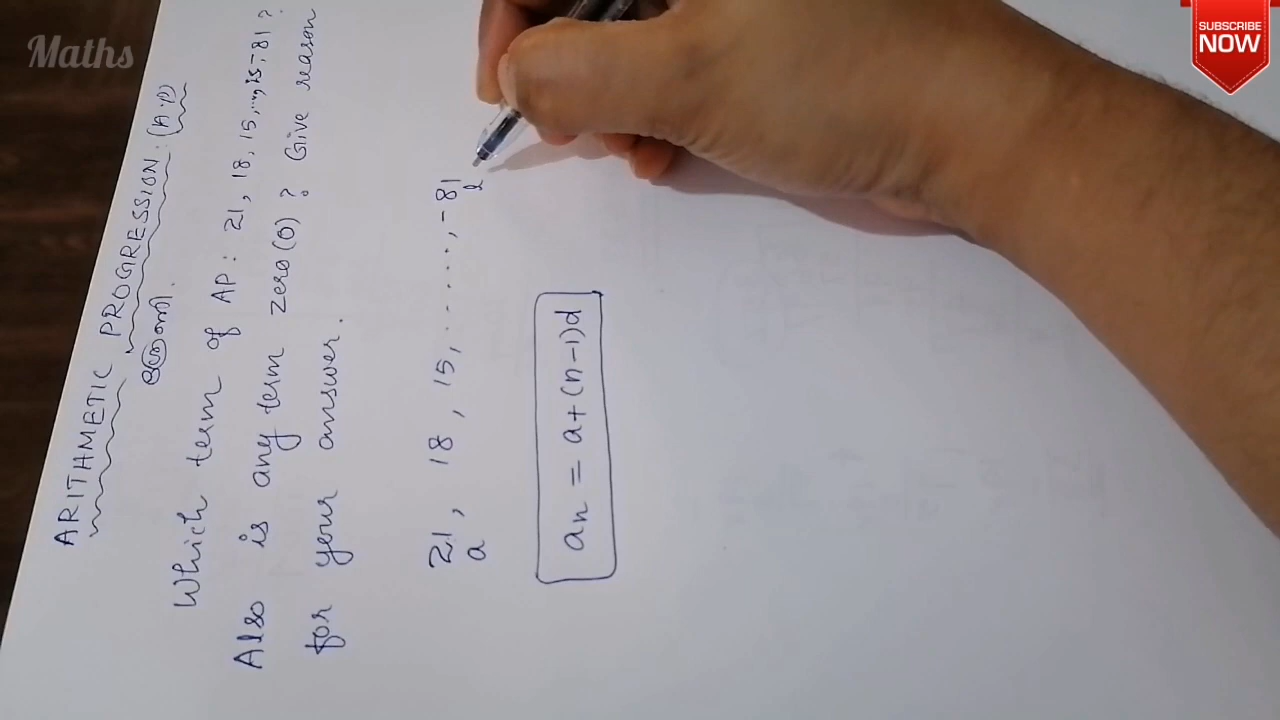 Maths
SUBSCRIBE
NOW
ARITHMETIC PROGRESSION (A.P)
Which term of AP: 21, 18, 15,..., is -81?
Also is any term zero(0)? Give reason
for your answer.
21, 18, 15, ......, -81
a l
an = a+(n-1)d